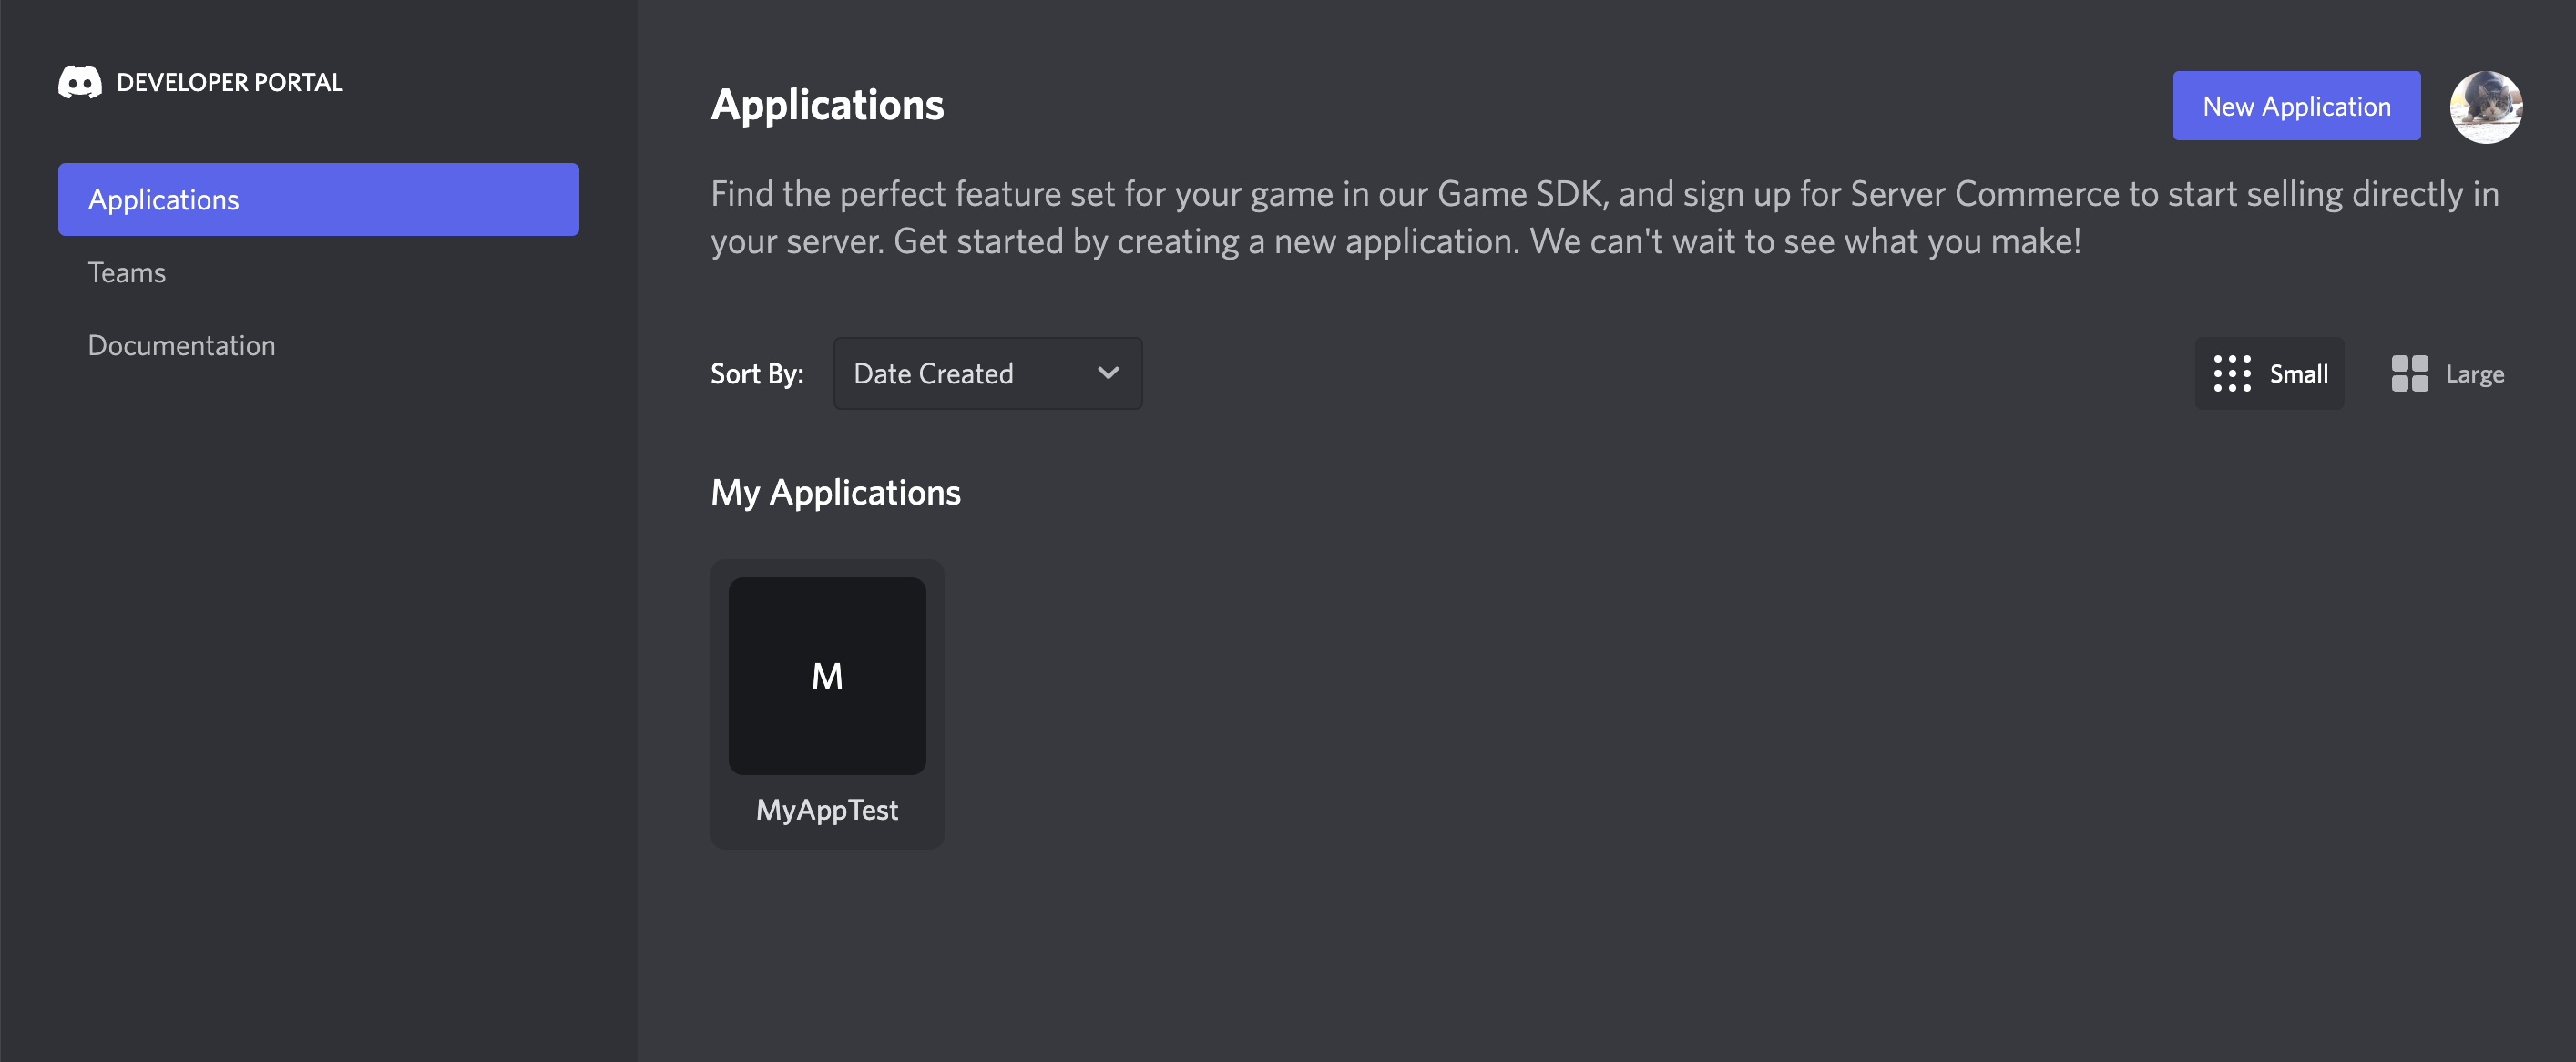 DEVELOPER PORTAL
Applications
Teams
Documentation
Applications
New Application
Find the perfect feature set for your game in our Game SDK, and sign up for Server Commerce to start selling directly in
your server. Get started by creating a new application. We can't wait to see what you make!
Sort By: Date Created
Small Large
My Applications
M
MyAppTest